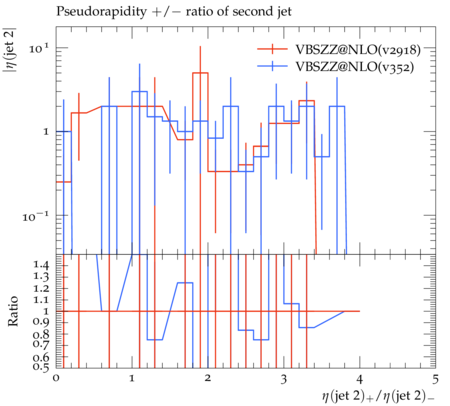 Pseudorapidity +/− ratio of second jet
|η(jet 2)|
10¹
1
10⁻¹
VBSZZ@NLO(v2918)
VBSZZ@NLO(v352)
Ratio
1.4
1.3
1.2
1.1
1
0.9
0.8
0.7
0.6
0.5
0 1 2 3 4 5
η(jet 2)₊/η(jet 2)₋